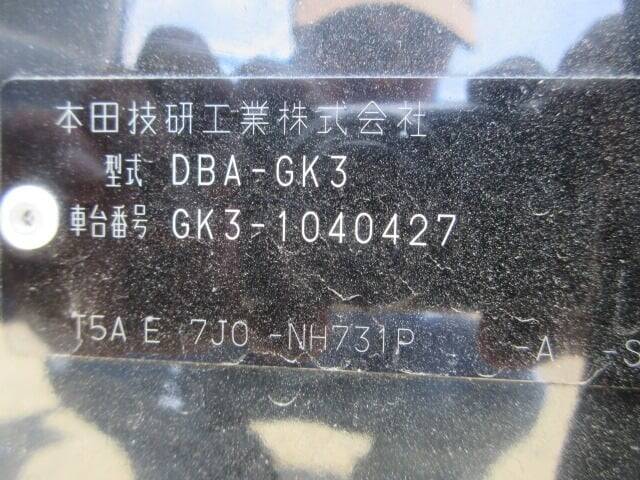 本田技研工業株式会社
型式 DBA-GK3
車台番号 GK3-1040427
T5A E 7J0 -NH731P -A -S